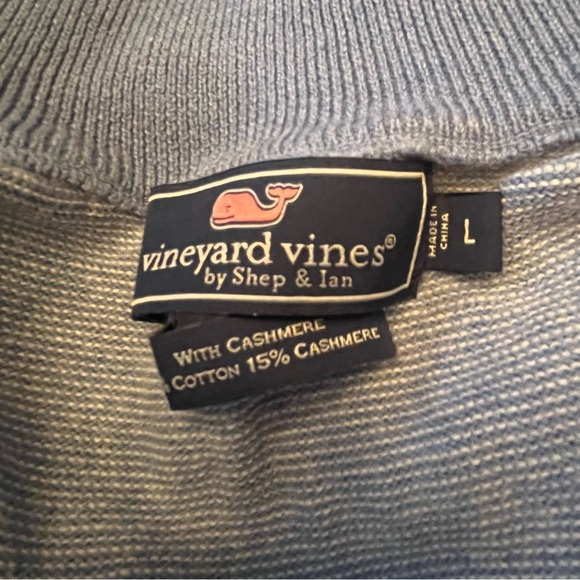 vineyard vines®
by Shep & Ian
MADE IN
CHINA
L
WITH CASHMERE
COTTON 15% CASHMERE